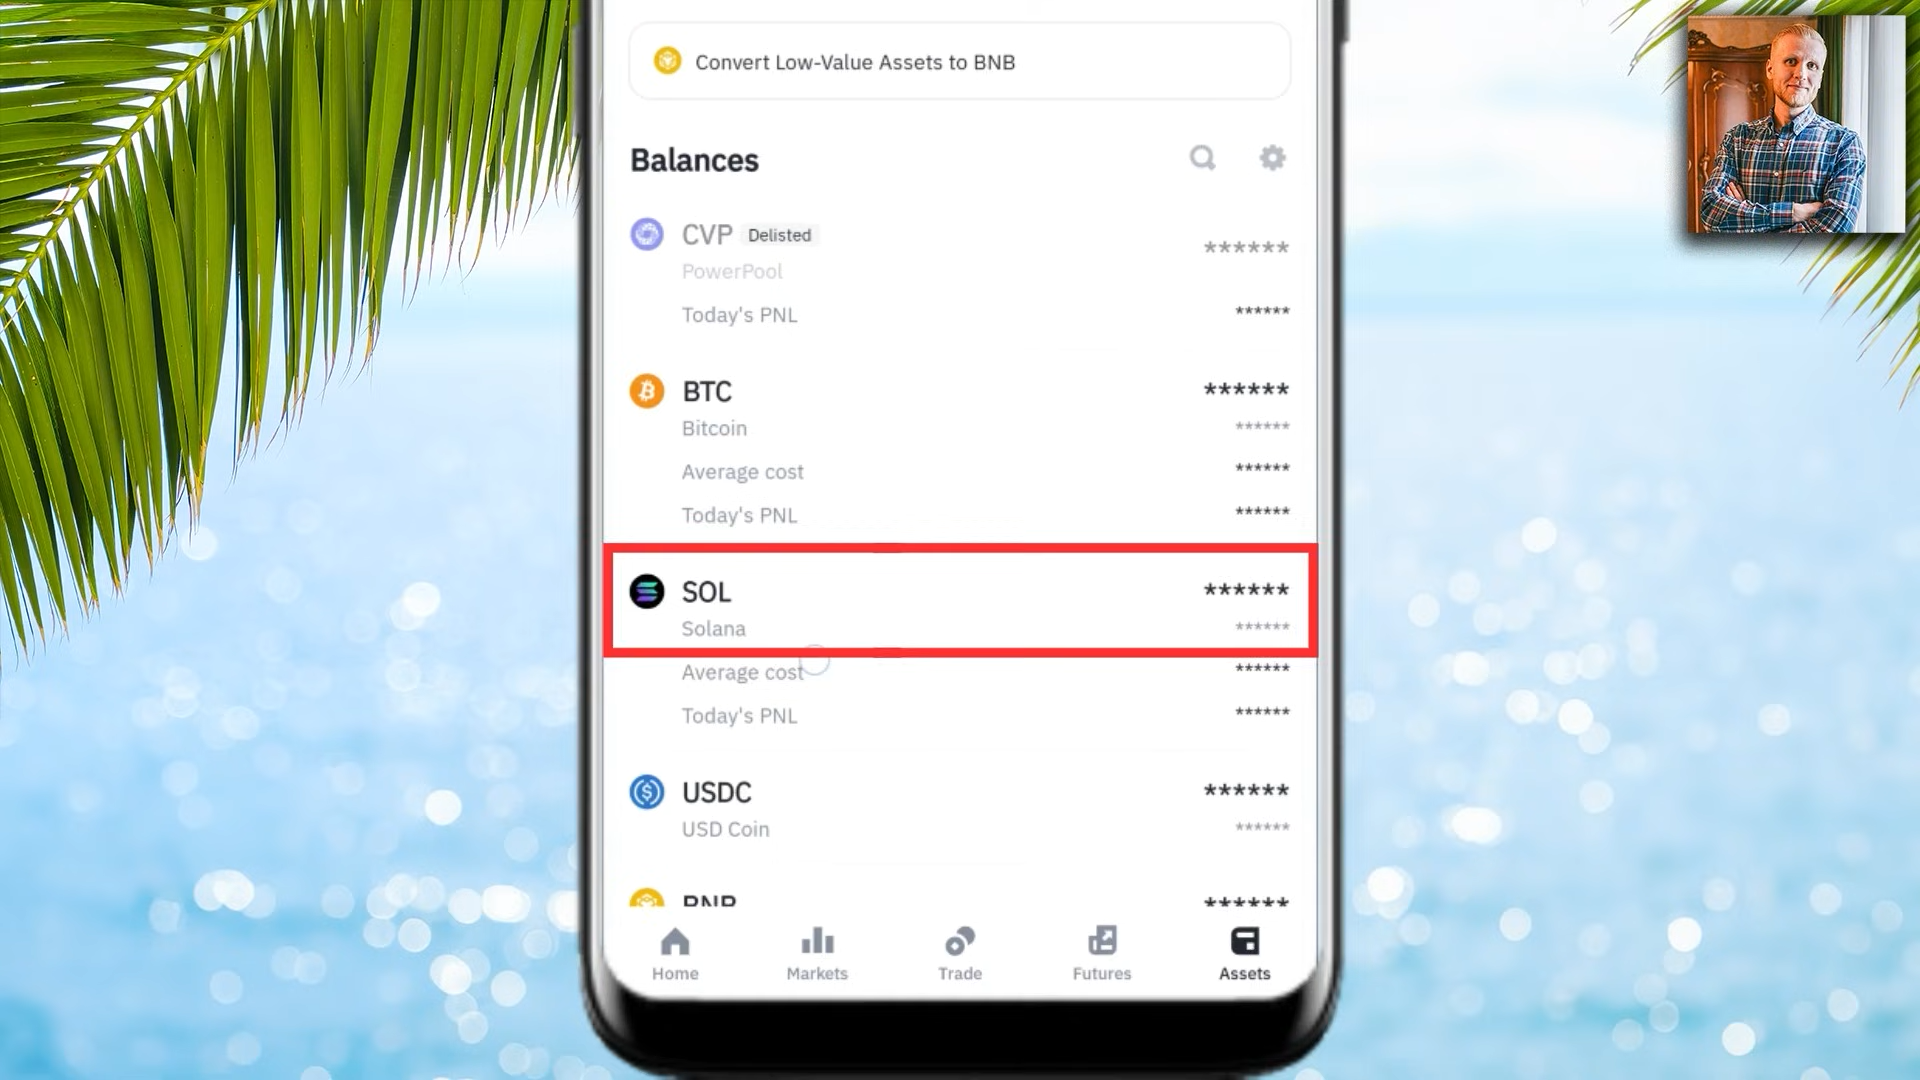 Convert Low-Value Assets to BNB
Balances
CVP Delisted
******
PowerPool
Today's PNL ******
BTC ******
Bitcoin ******
Average cost ******
Today's PNL ******
SOL ******
Solana ******
Average cost ******
Today's PNL ******
USDC ******
USD Coin ******
BNB ******
Home Markets Trade Futures Assets